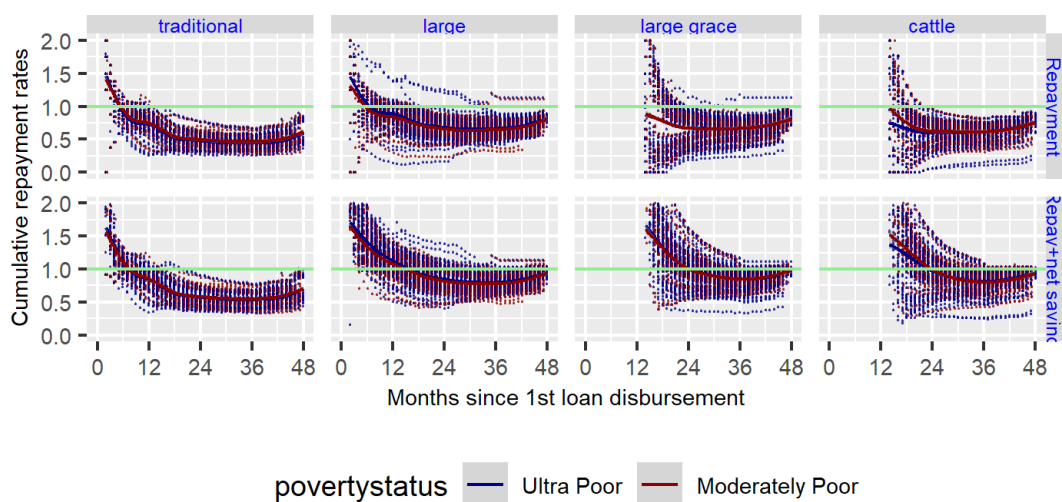 traditional large large grace cattle
Cumulative repayment rates
2.0
1.5
1.0
0.5
0.0
Repayment
2.0
1.5
1.0
0.5
0.0
Repay+net saving
0 12 24 36 48 0 12 24 36 48 0 12 24 36 48 0 12 24 36 48
Months since 1st loan disbursement
povertystatus Ultra Poor Moderately Poor